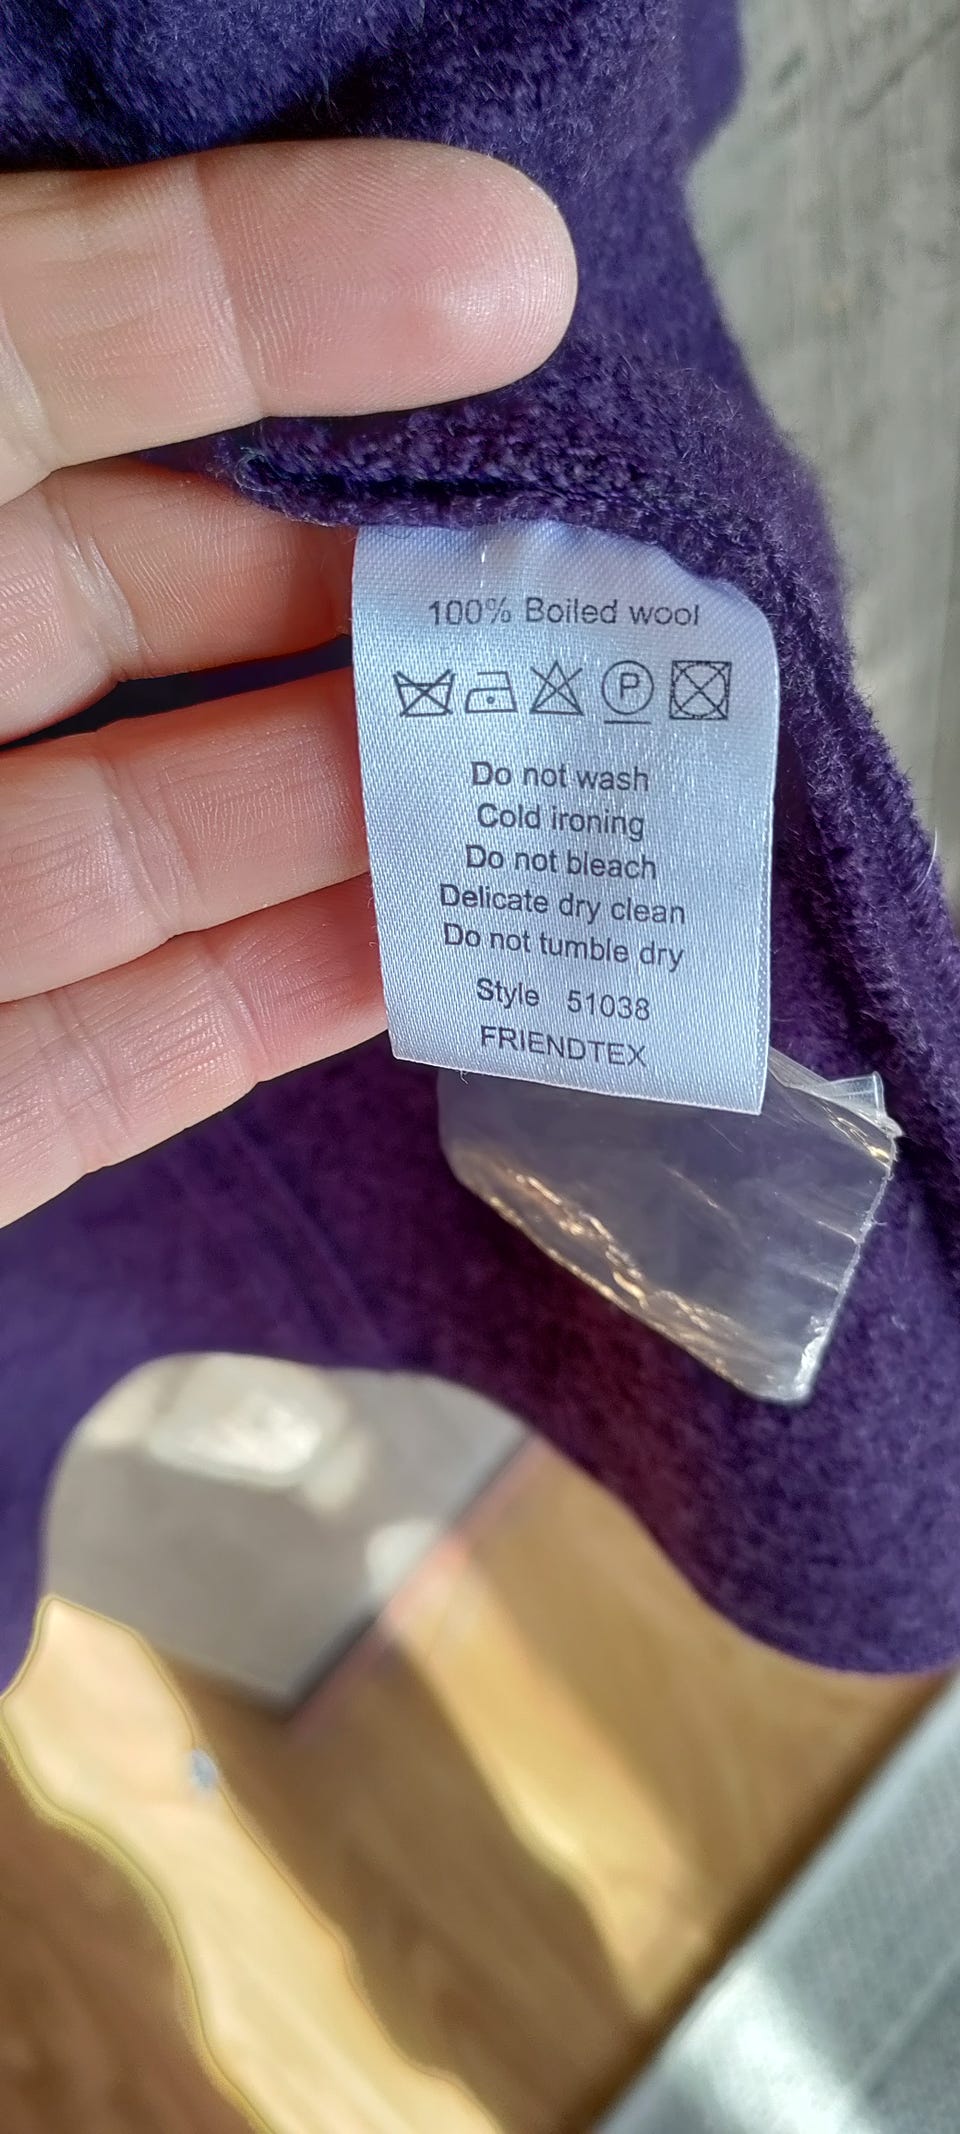 100% Boiled wool
P
Do not wash
Cold ironing
Do not bleach
Delicate dry clean
Do not tumble dry
Style 51038
FRIENDTEX